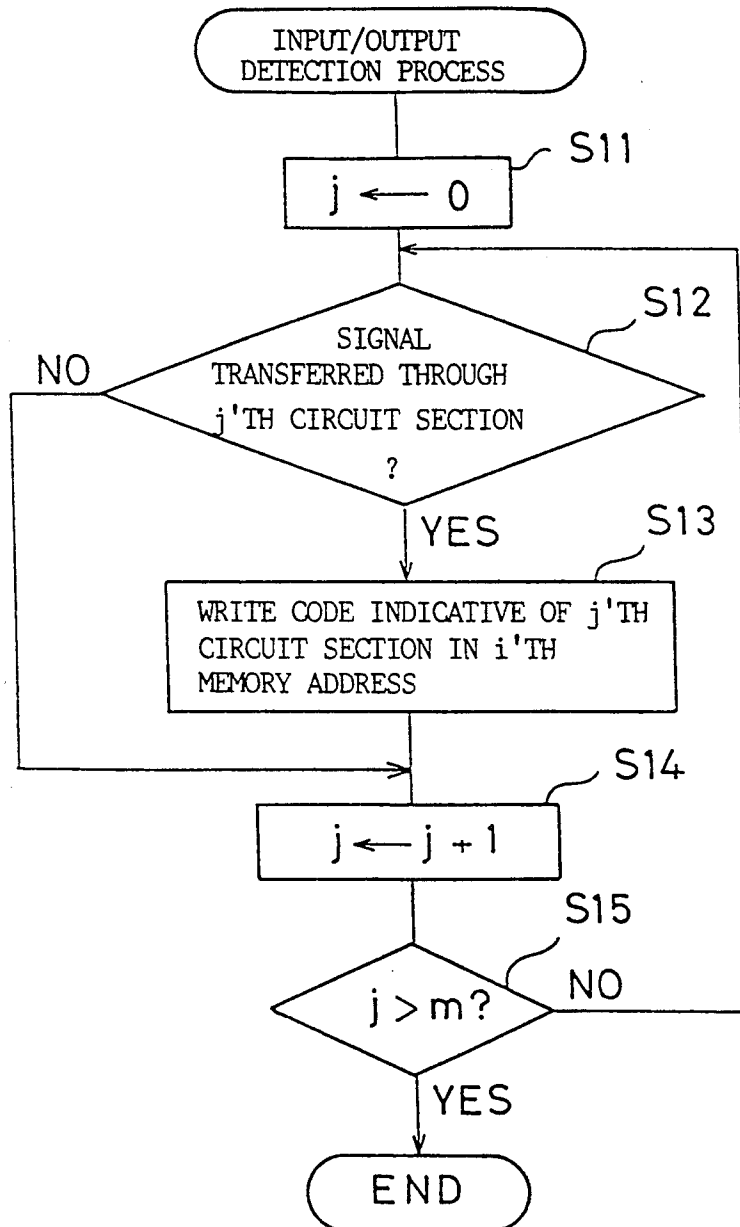 INPUT/OUTPUT
DETECTION PROCESS
S11
j ← 0
S12
SIGNAL
TRANSFERRED THROUGH
j'TH CIRCUIT SECTION
?
NO
YES
S13
WRITE CODE INDICATIVE OF j'TH
CIRCUIT SECTION IN i'TH
MEMORY ADDRESS
S14
j ← j + 1
S15
j > m?
NO
YES
END